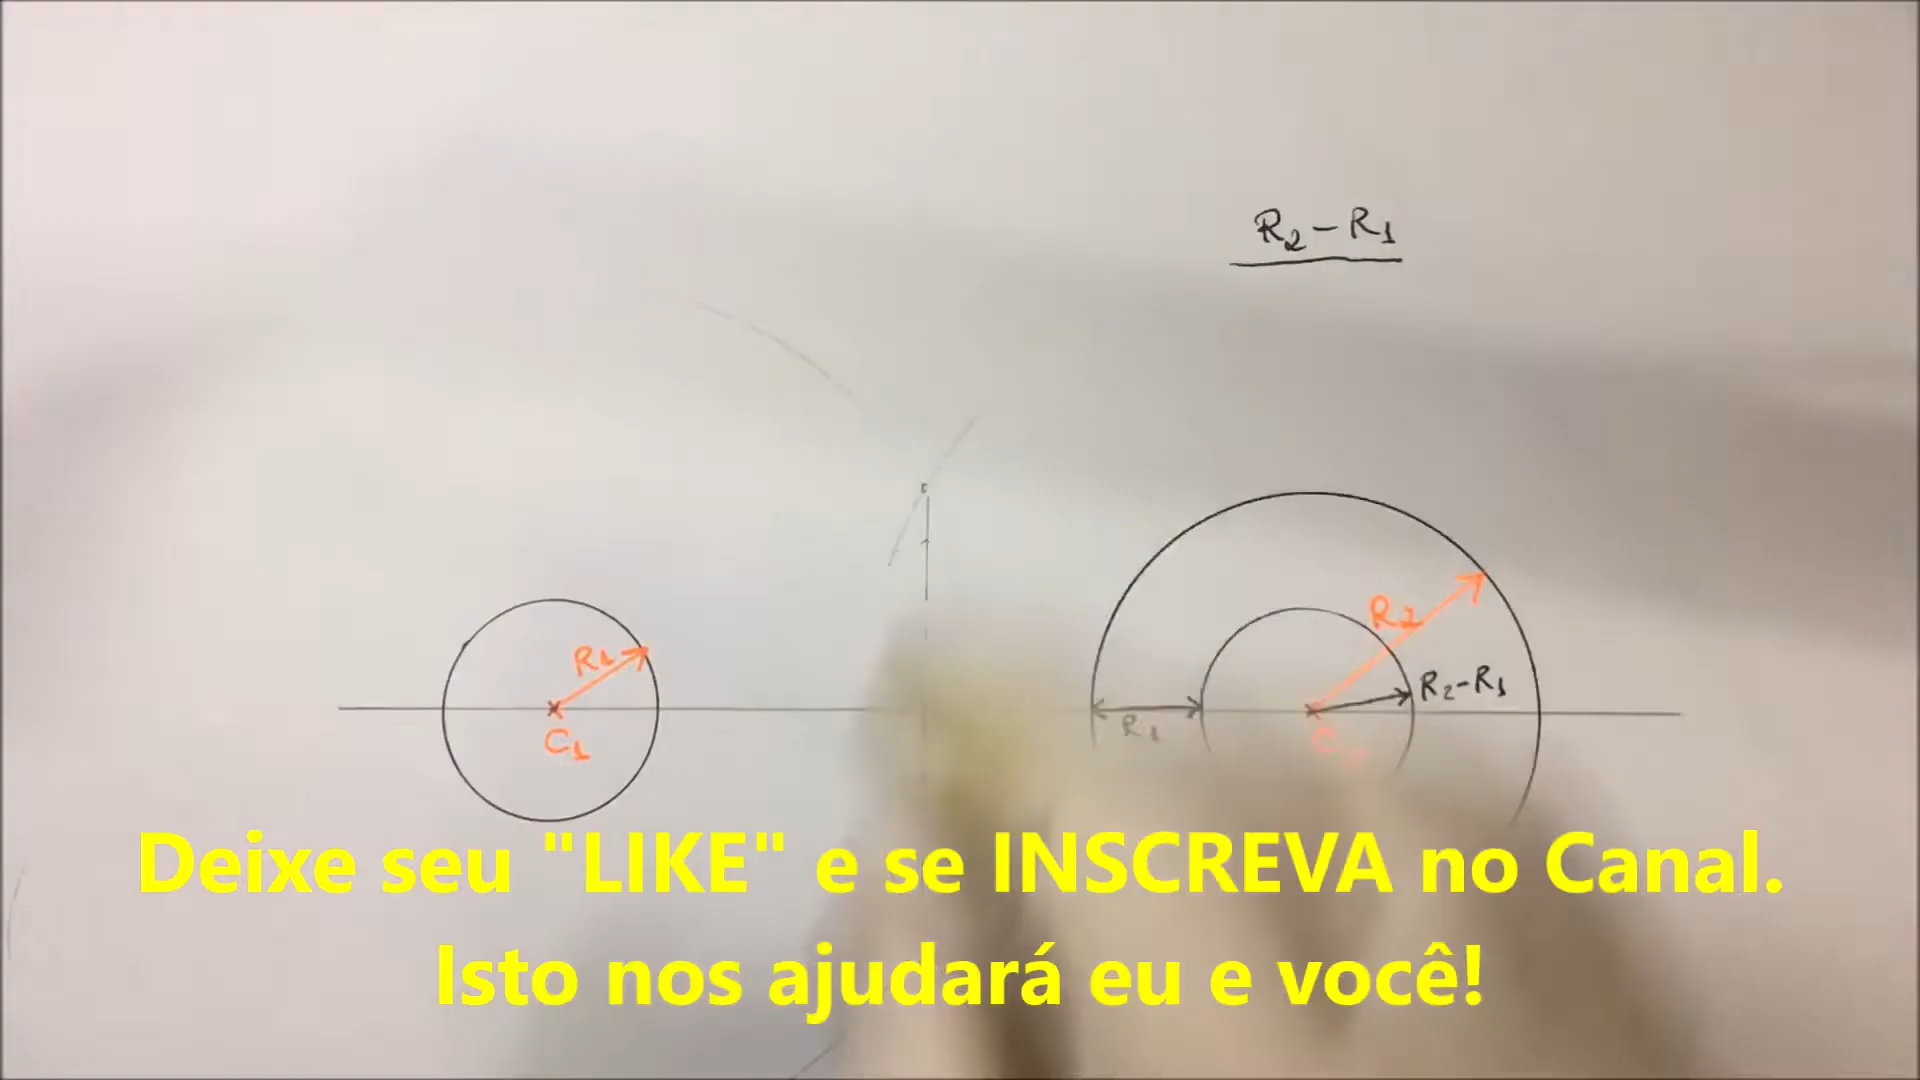 R₂-R₁
R₂
R₁
R₂-R₁
R₁
C₁
Deixe seu "LIKE" e se INSCREVA no Canal.
Isto nos ajudará eu e você!